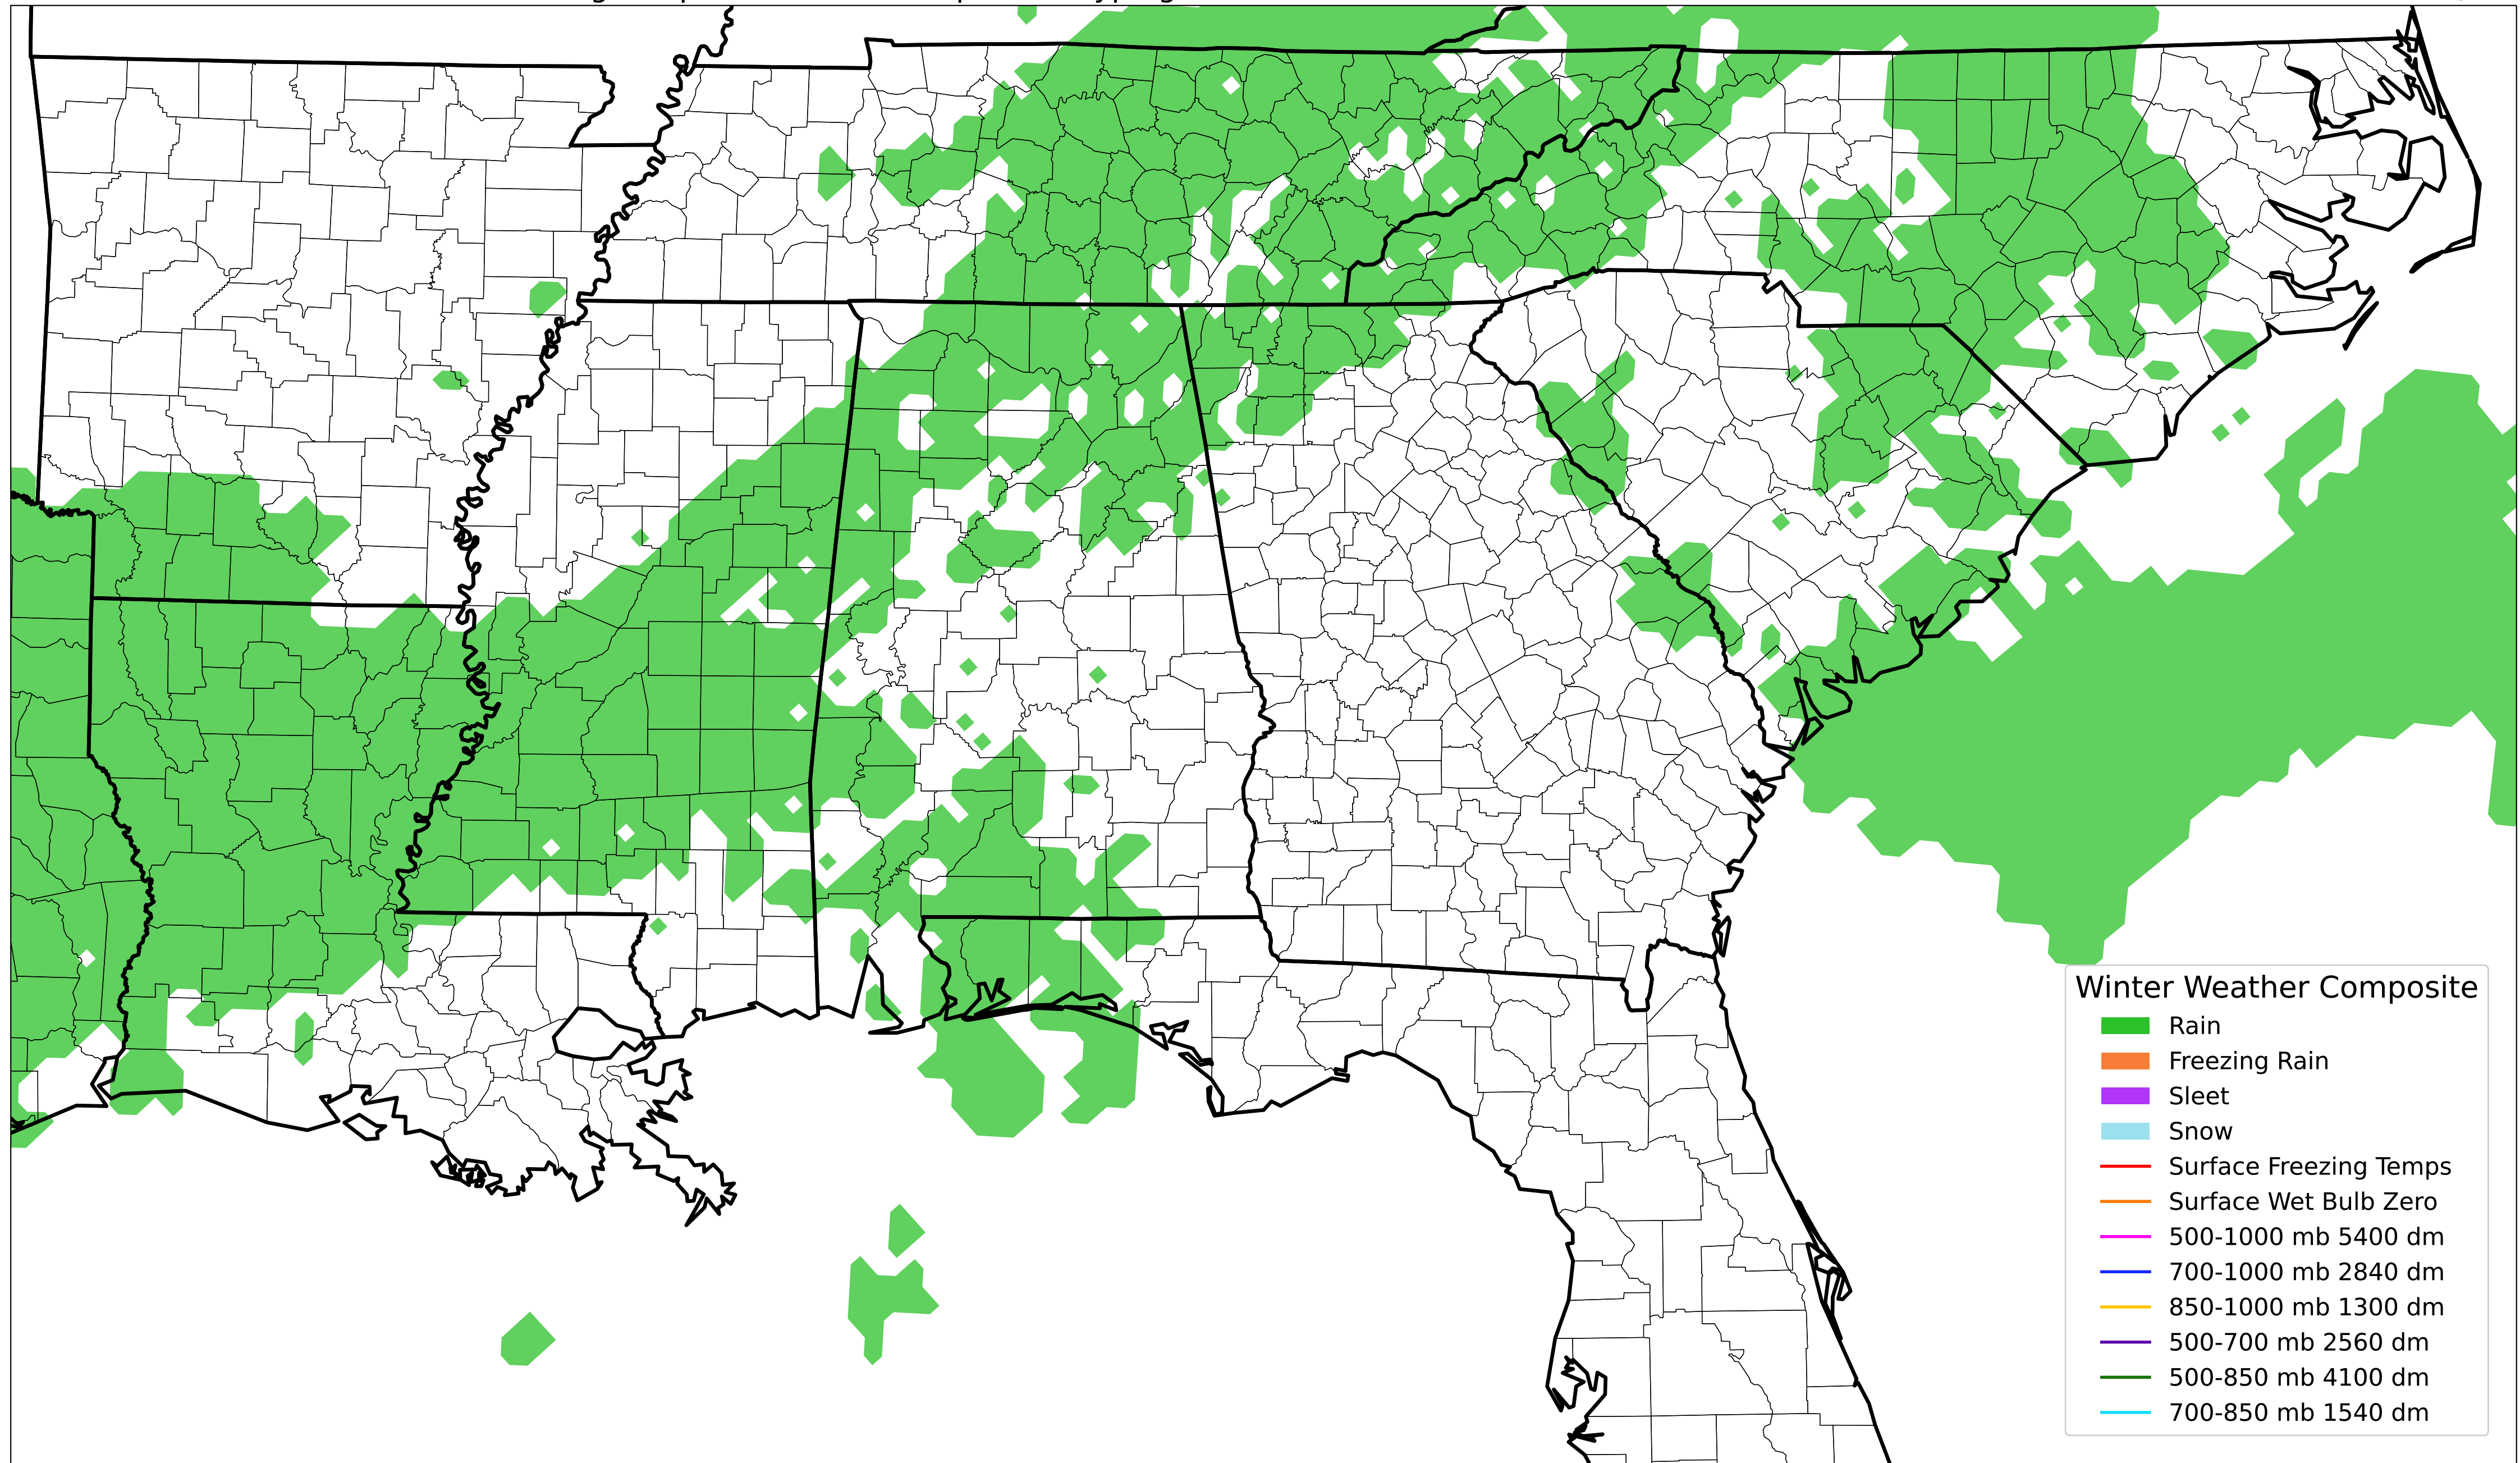 Winter Weather Composite
Rain
Freezing Rain
Sleet
Snow
Surface Freezing Temps
Surface Wet Bulb Zero
500-1000 mb 5400 dm
700-1000 mb 2840 dm
850-1000 mb 1300 dm
500-700 mb 2560 dm
500-850 mb 4100 dm
700-850 mb 1540 dm